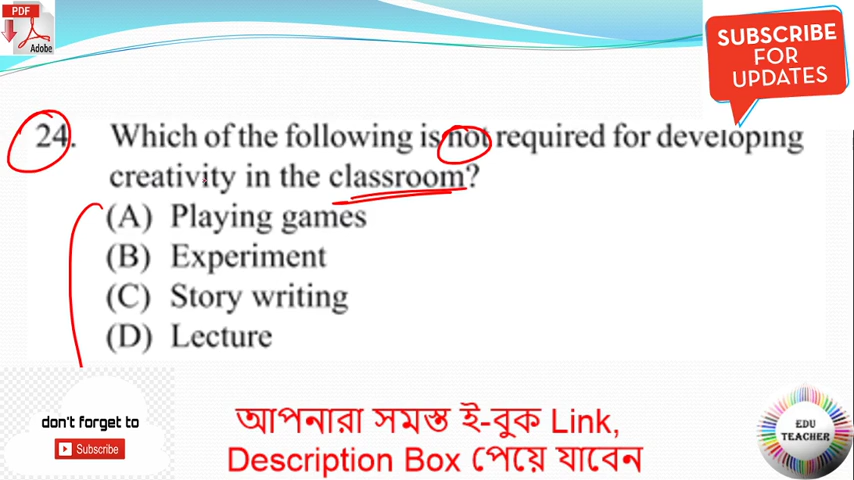 PDF
Adobe
SUBSCRIBE
FOR
UPDATES
24. Which of the following is not required for developing
creativity in the classroom?
(A) Playing games
(B) Experiment
(C) Story writing
(D) Lecture
don't forget to
Subscribe
আপনারা সমস্ত ই-বুক Link,
Description Box পেয়ে যাবেন
EDU
TEACHER